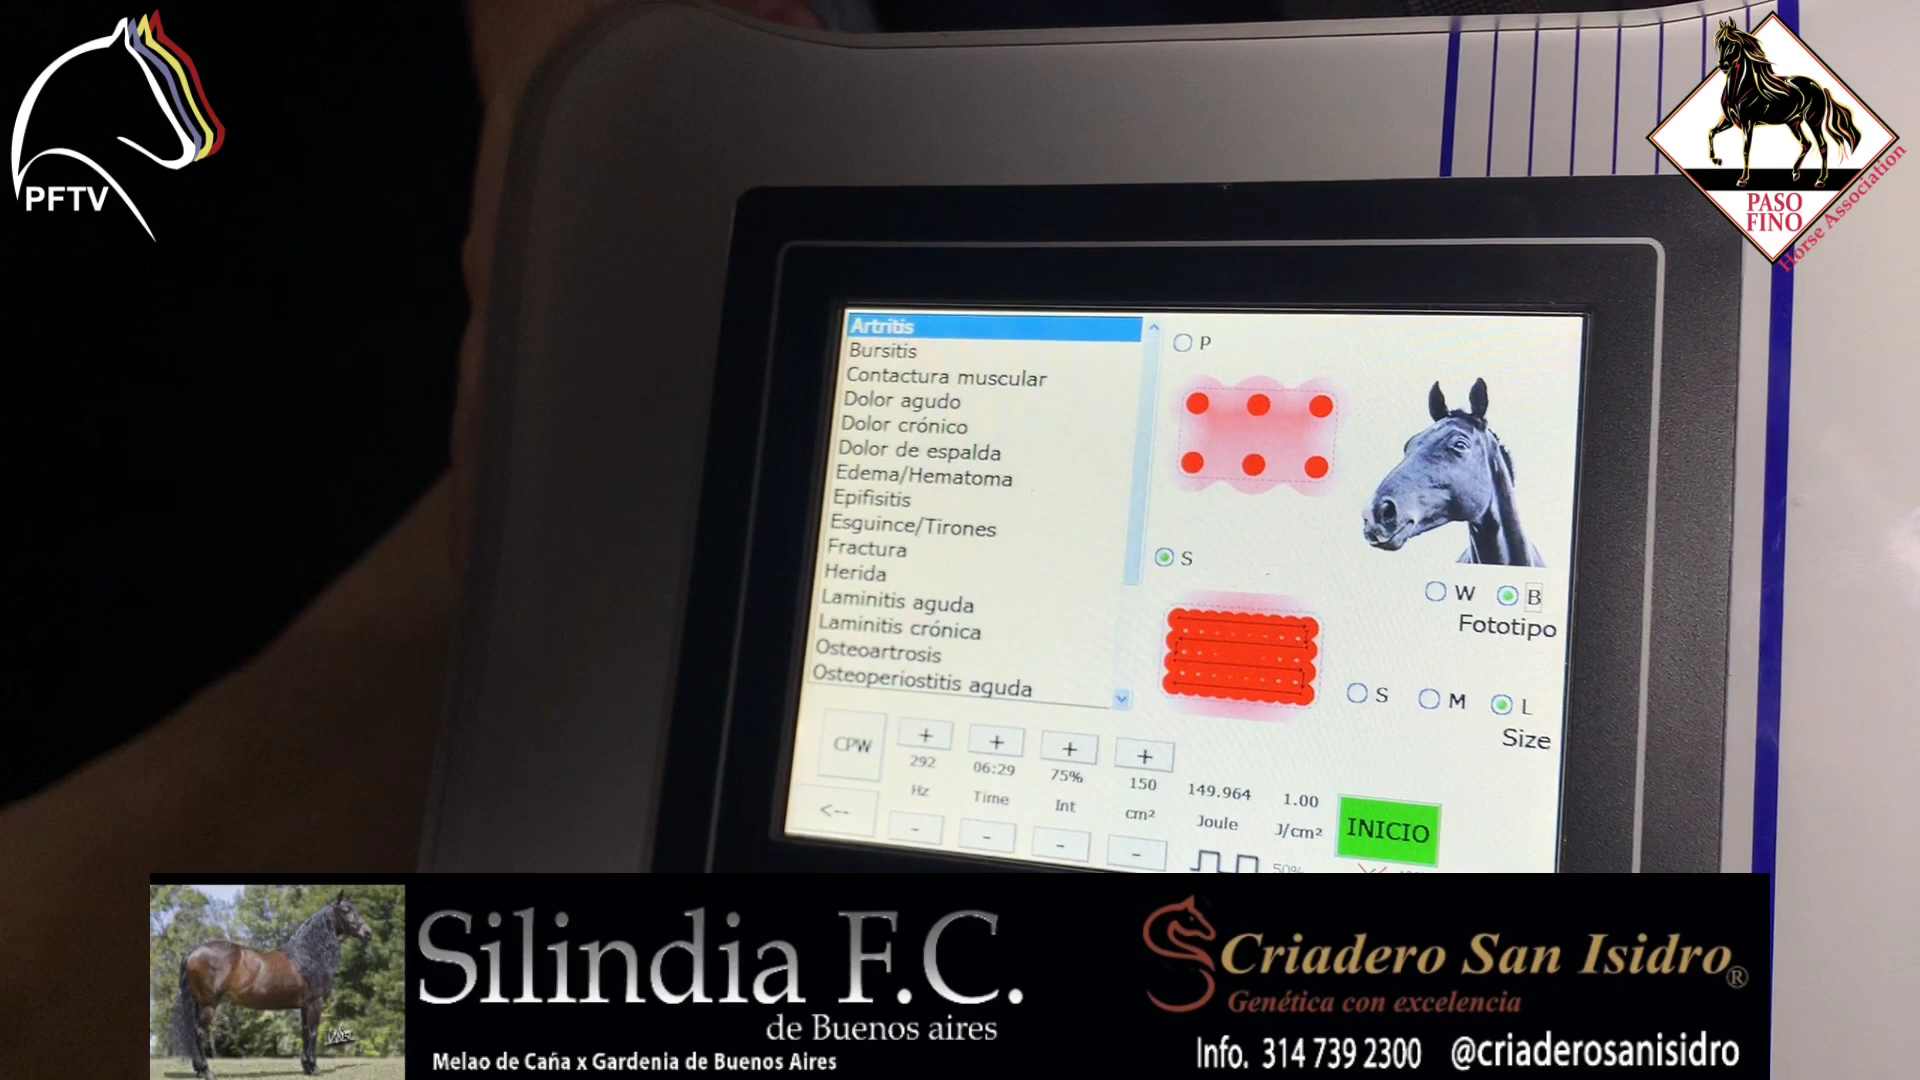 PFTV
PASO
FINO
Horse Association
Artritis
Bursitis
Contactura muscular
Dolor agudo
Dolor crónico
Dolor de espalda
Edema/Hematoma
Epifisitis
Esguince/Tirones
Fractura
Herida
Laminitis aguda
Laminitis crónica
Osteoartrosis
Osteoperiostitis aguda
P
S
W B
Fototipo
S M L
Size
CPW
+ + + +
292 06:29 75% 150 149.964 1.00
Hz Time Int cm² Joule J/cm²
<--
- - - -
INICIO
50%
Silindia F.C.
de Buenos aires
Melao de Caña x Gardenia de Buenos Aires
Criadero San Isidro®
Genética con excelencia
Info. 314 739 2300 @criaderosanisidro